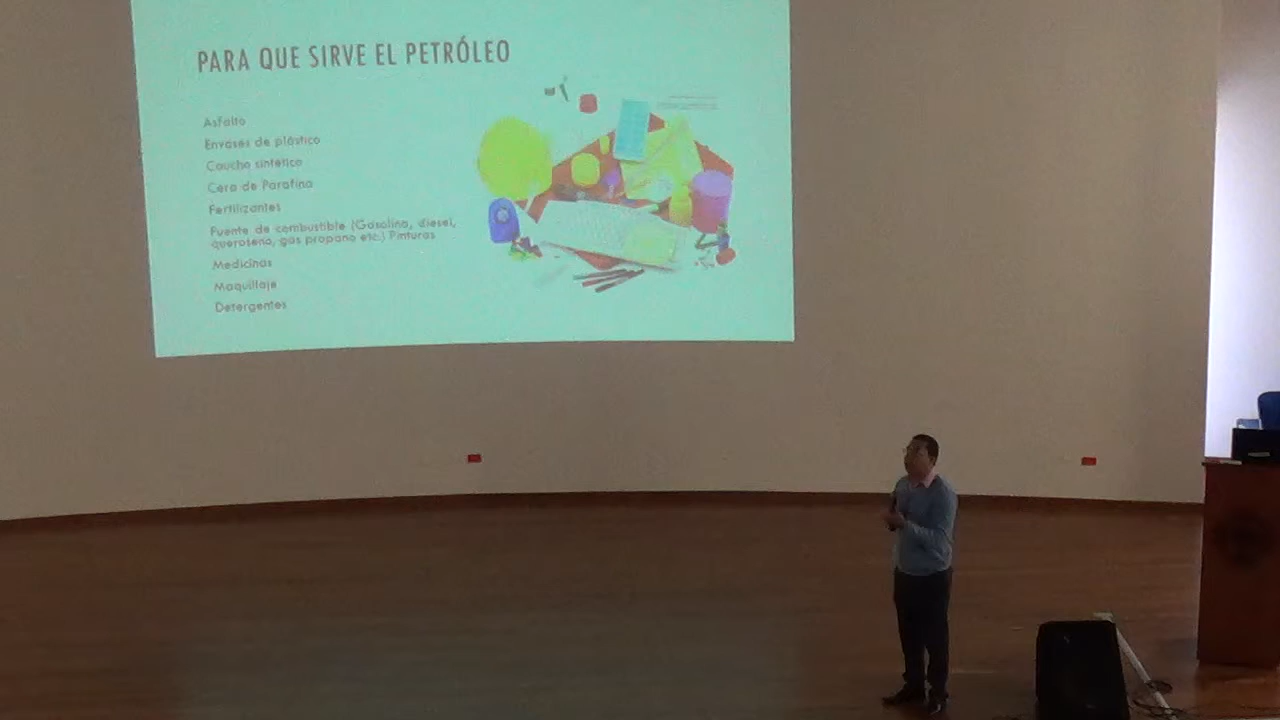 PARA QUE SIRVE EL PETRÓLEO
Asfalto
Envases de plástico
Caucho sintético
Cera de Parafina
Fertilizantes
Fuente de combustible (Gasolina, diesel,
queroseno, gas propano etc.) Pinturas
Medicinas
Maquillaje
Detergentes